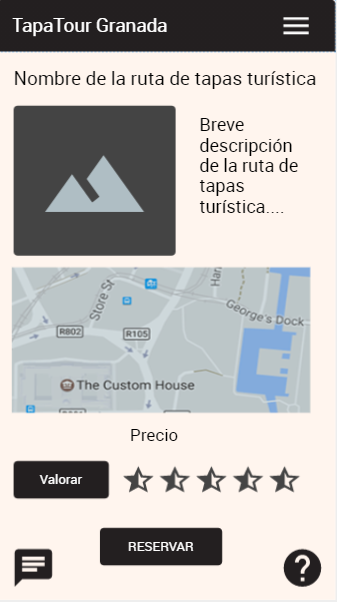 TapaTour Granada
Nombre de la ruta de tapas turística
Breve
descripción
de la ruta de
tapas
turística....
Store St
Har
George's Dock
R802
R105
The Custom House
Precio
Valorar
RESERVAR
?